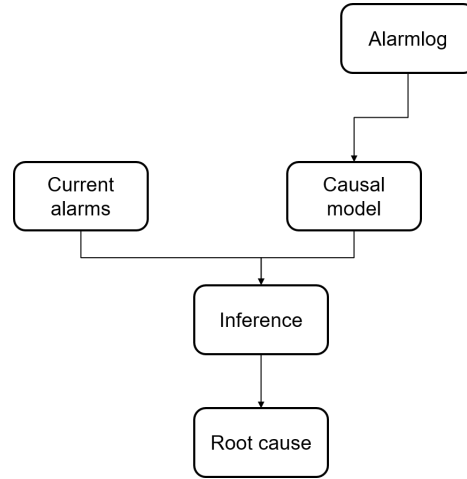 Alarmlog
Current
alarms
Causal
model
Inference
Root cause